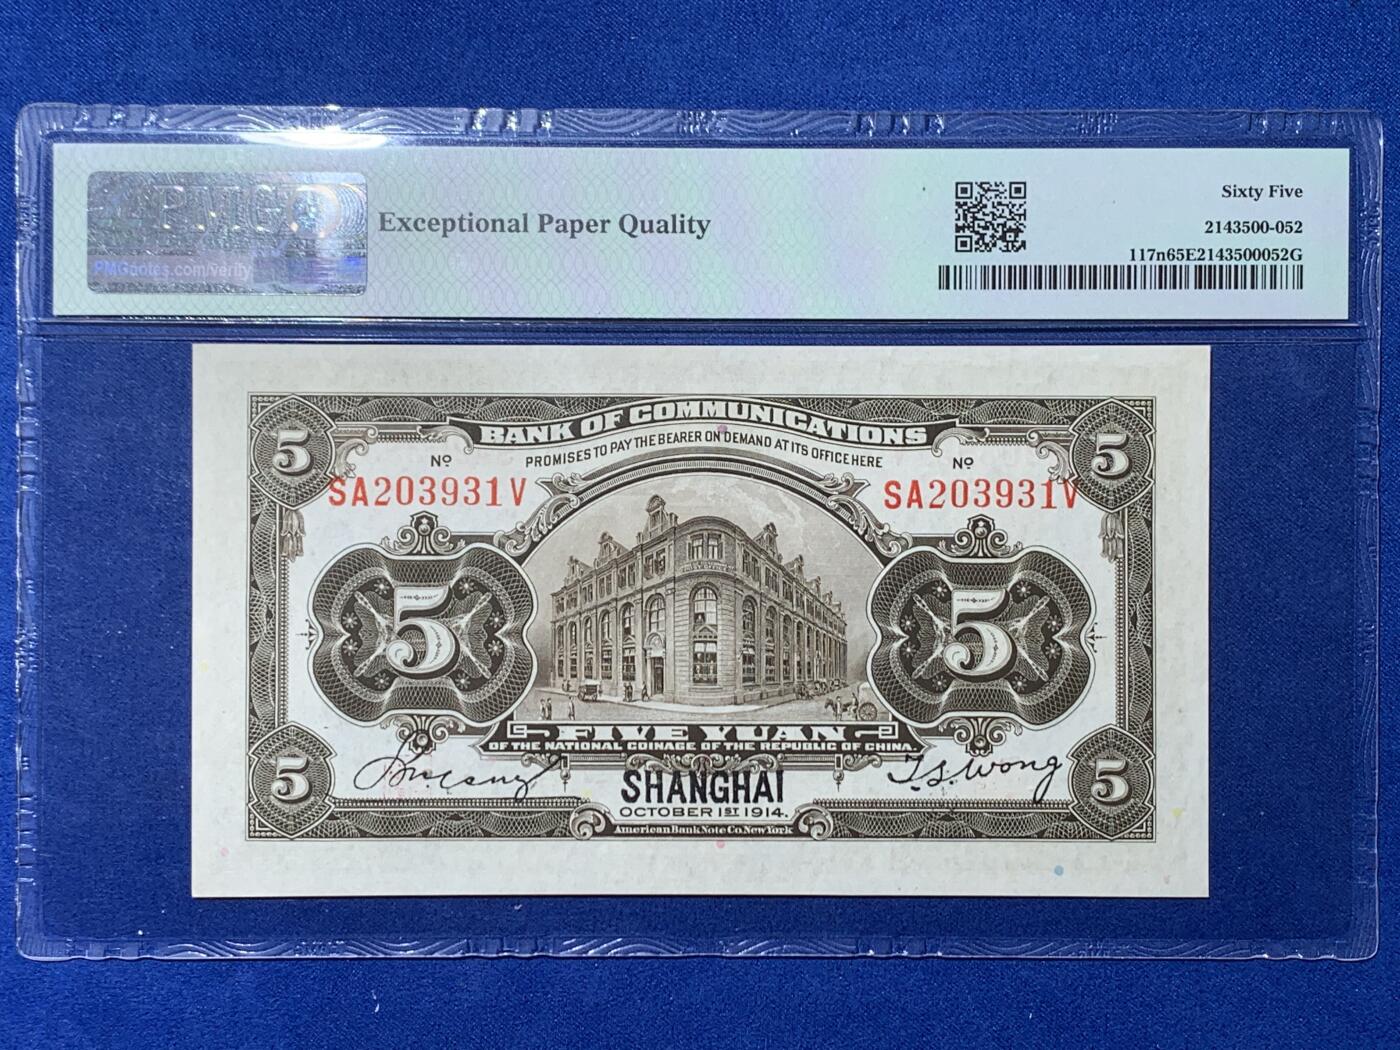 PMG
PMGnotes.com/verify
Exceptional Paper Quality
Sixty Five
2143500-052
117n65E2143500052G
BANK OF COMMUNICATIONS
PROMISES TO PAY THE BEARER ON DEMAND AT ITS OFFICE HERE
Nº Nº
SA203931V SA203931V
5 5
5 5
FIVE YUAN
OF THE NATIONAL COINAGE OF THE REPUBLIC OF CHINA.
T.S. Wong
5 5
SHANGHAI
OCTOBER 1ST 1914.
American Bank Note Co. New York